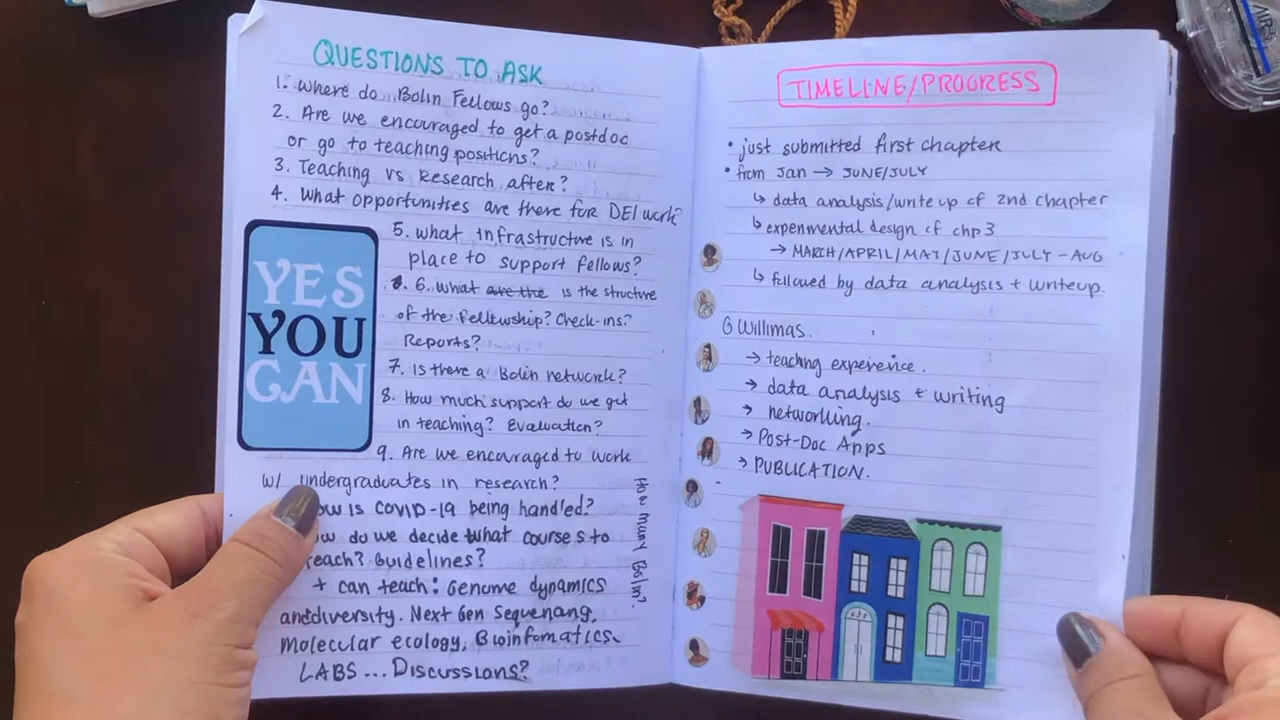 QUESTIONS TO ASK
1. Where do Bolin Fellows go?
2. Are we encouraged to get a postdoc
or go to teaching positions?
3. Teaching vs Research after?
4. What opportunities are there for DEI work?
5. what infrastructure is in
place to support fellows?
6. what are the is the structure
of the Fellowship? Check-ins?
Reports?
7. Is there a Bolin network?
8. How much support do we get
in teaching? Evaluation?
9. Are we encouraged to work
w/ undergraduates in research?
ow is COVID-19 being handled?
ow do we decide what courses to
reach? Guidelines?
+ can teach: Genome dynamics
and diversity. Next Gen Sequencing,
molecular ecology, Bioinfomatics.
LABS... Discussions?
How many Bolin?
YES
YOU
CAN
TIMELINE/PROGRESS
• just submitted first chapter
• from Jan → JUNE/JULY
↳ data analysis/write up of 2nd chapter
↳ experimental design of chp 3
→ MARCH/APRIL/MAY/JUNE/JULY - AUG
↳ followed by data analysis + writeup.
@ Willimas.
→ teaching experience.
→ data analysis + writing
→ networking.
→ Post-Doc Apps
→ PUBLICATION.